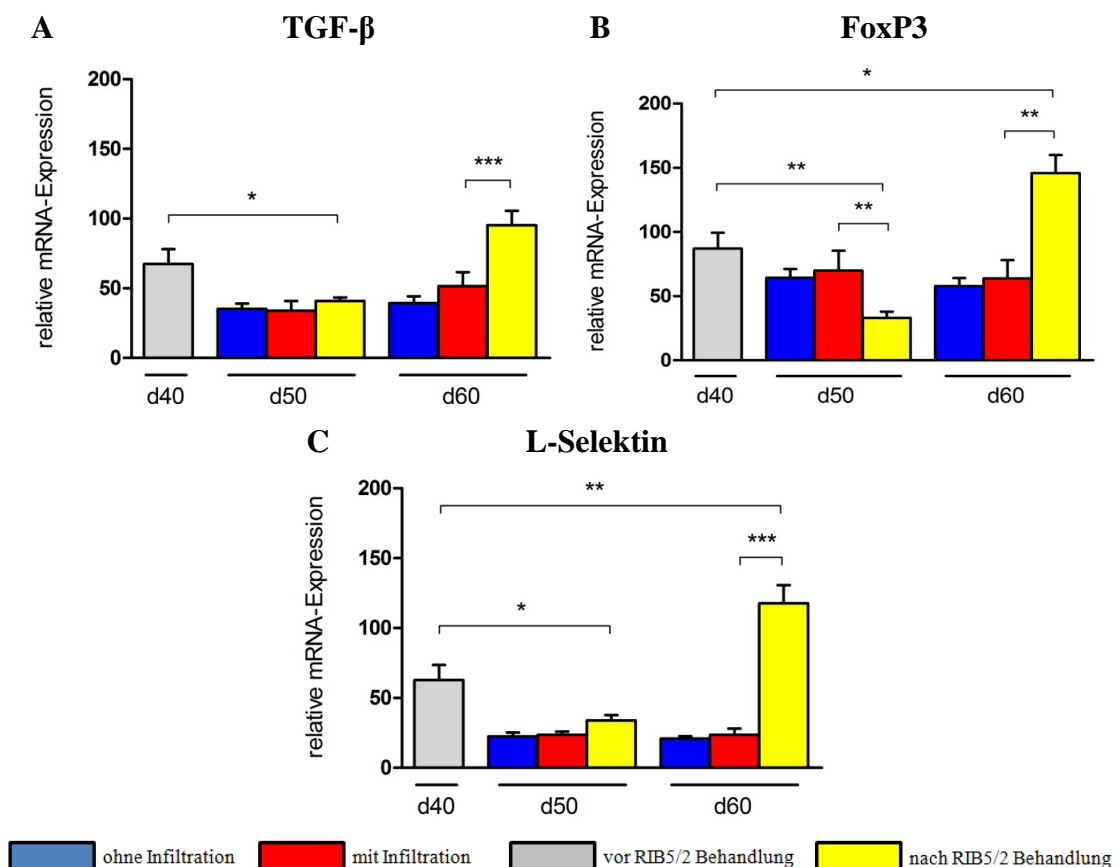 A TGF-β
relative mRNA-Expression
200
150
100
50
0
*
***
d40 d50 d60
B FoxP3
relative mRNA-Expression
200
150
100
50
0
*
**
**
**
d40 d50 d60
C L-Selektin
relative mRNA-Expression
200
150
100
50
0
**
***
*
d40 d50 d60
ohne Infiltration mit Infiltration vor RIB5/2 Behandlung nach RIB5/2 Behandlung